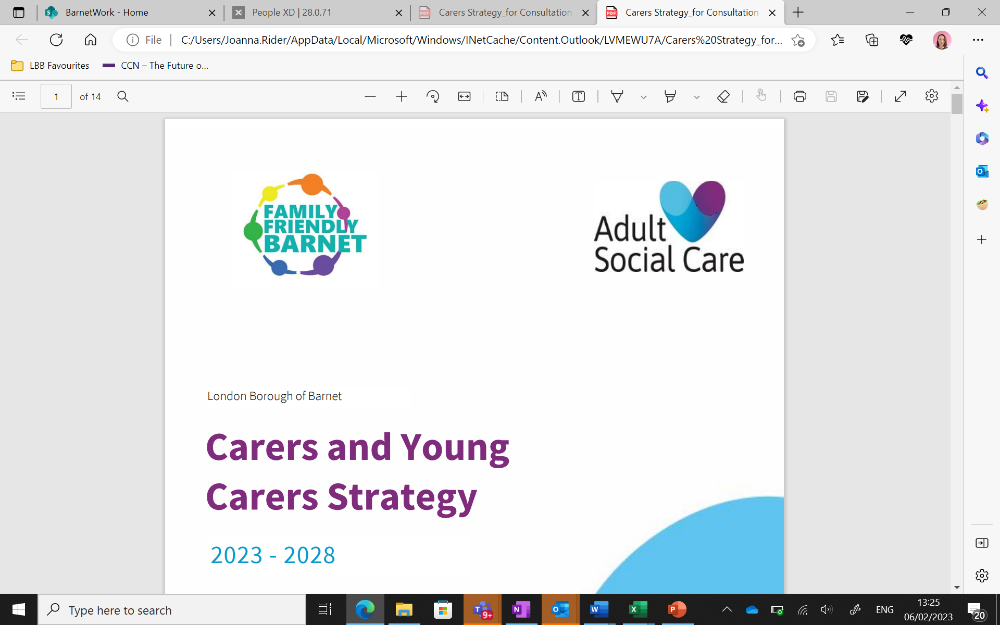 BarnetWork - Home
People XD | 28.0.71
Carers Strategy_for Consultation_
Carers Strategy_for Consultation_
File
C:/Users/Joanna.Rider/AppData/Local/Microsoft/Windows/INetCache/Content.Outlook/LVMEWU7A/Carers%20Strategy_for...
LBB Favourites
CCN – The Future o...
1 of 14
FAMILY
FRIENDLY
BARNET
Adult
Social Care
London Borough of Barnet
Carers and Young
Carers Strategy
2023 - 2028
Type here to search
9+
ENG
13:25
06/02/2023
20